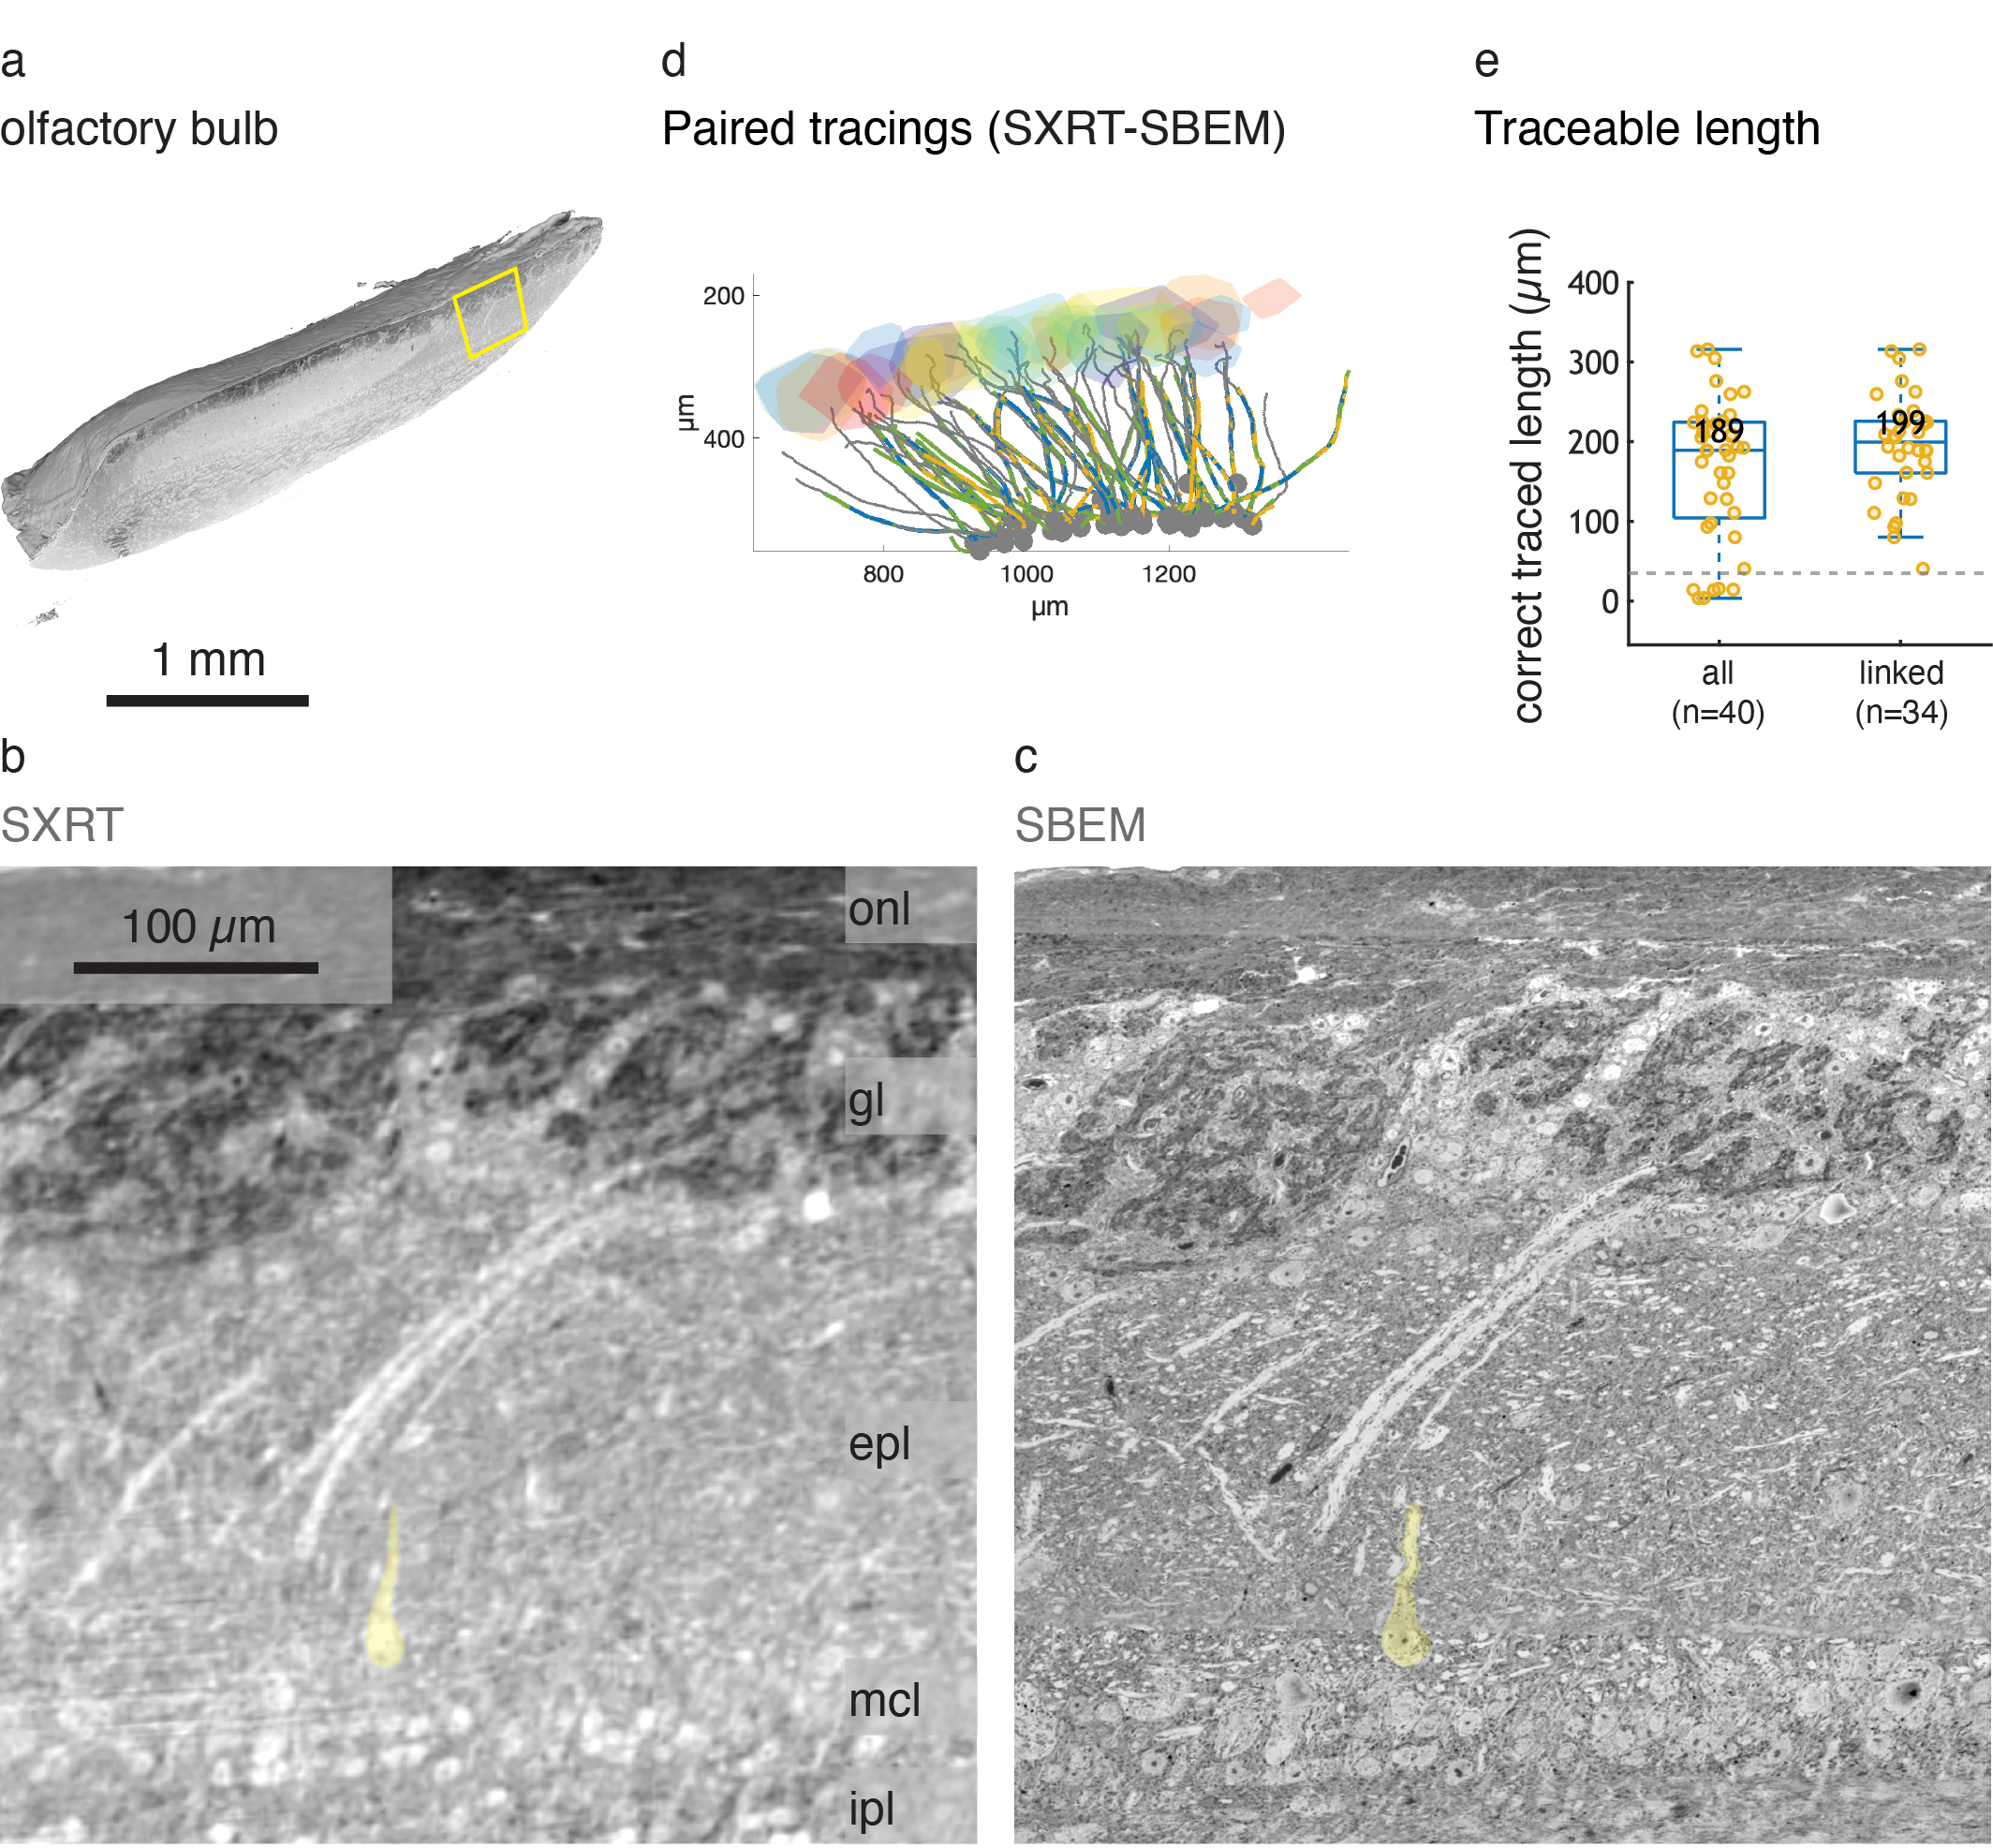 a
olfactory bulb
1 mm
d
Paired tracings (SXRT-SBEM)
200
400
µm
800
1000
1200
µm
e
Traceable length
correct traced length (µm)
400
300
200
100
0
189
199
all
(n=40)
linked
(n=34)
b
SXRT
100 µm
onl
gl
epl
mcl
ipl
c
SBEM